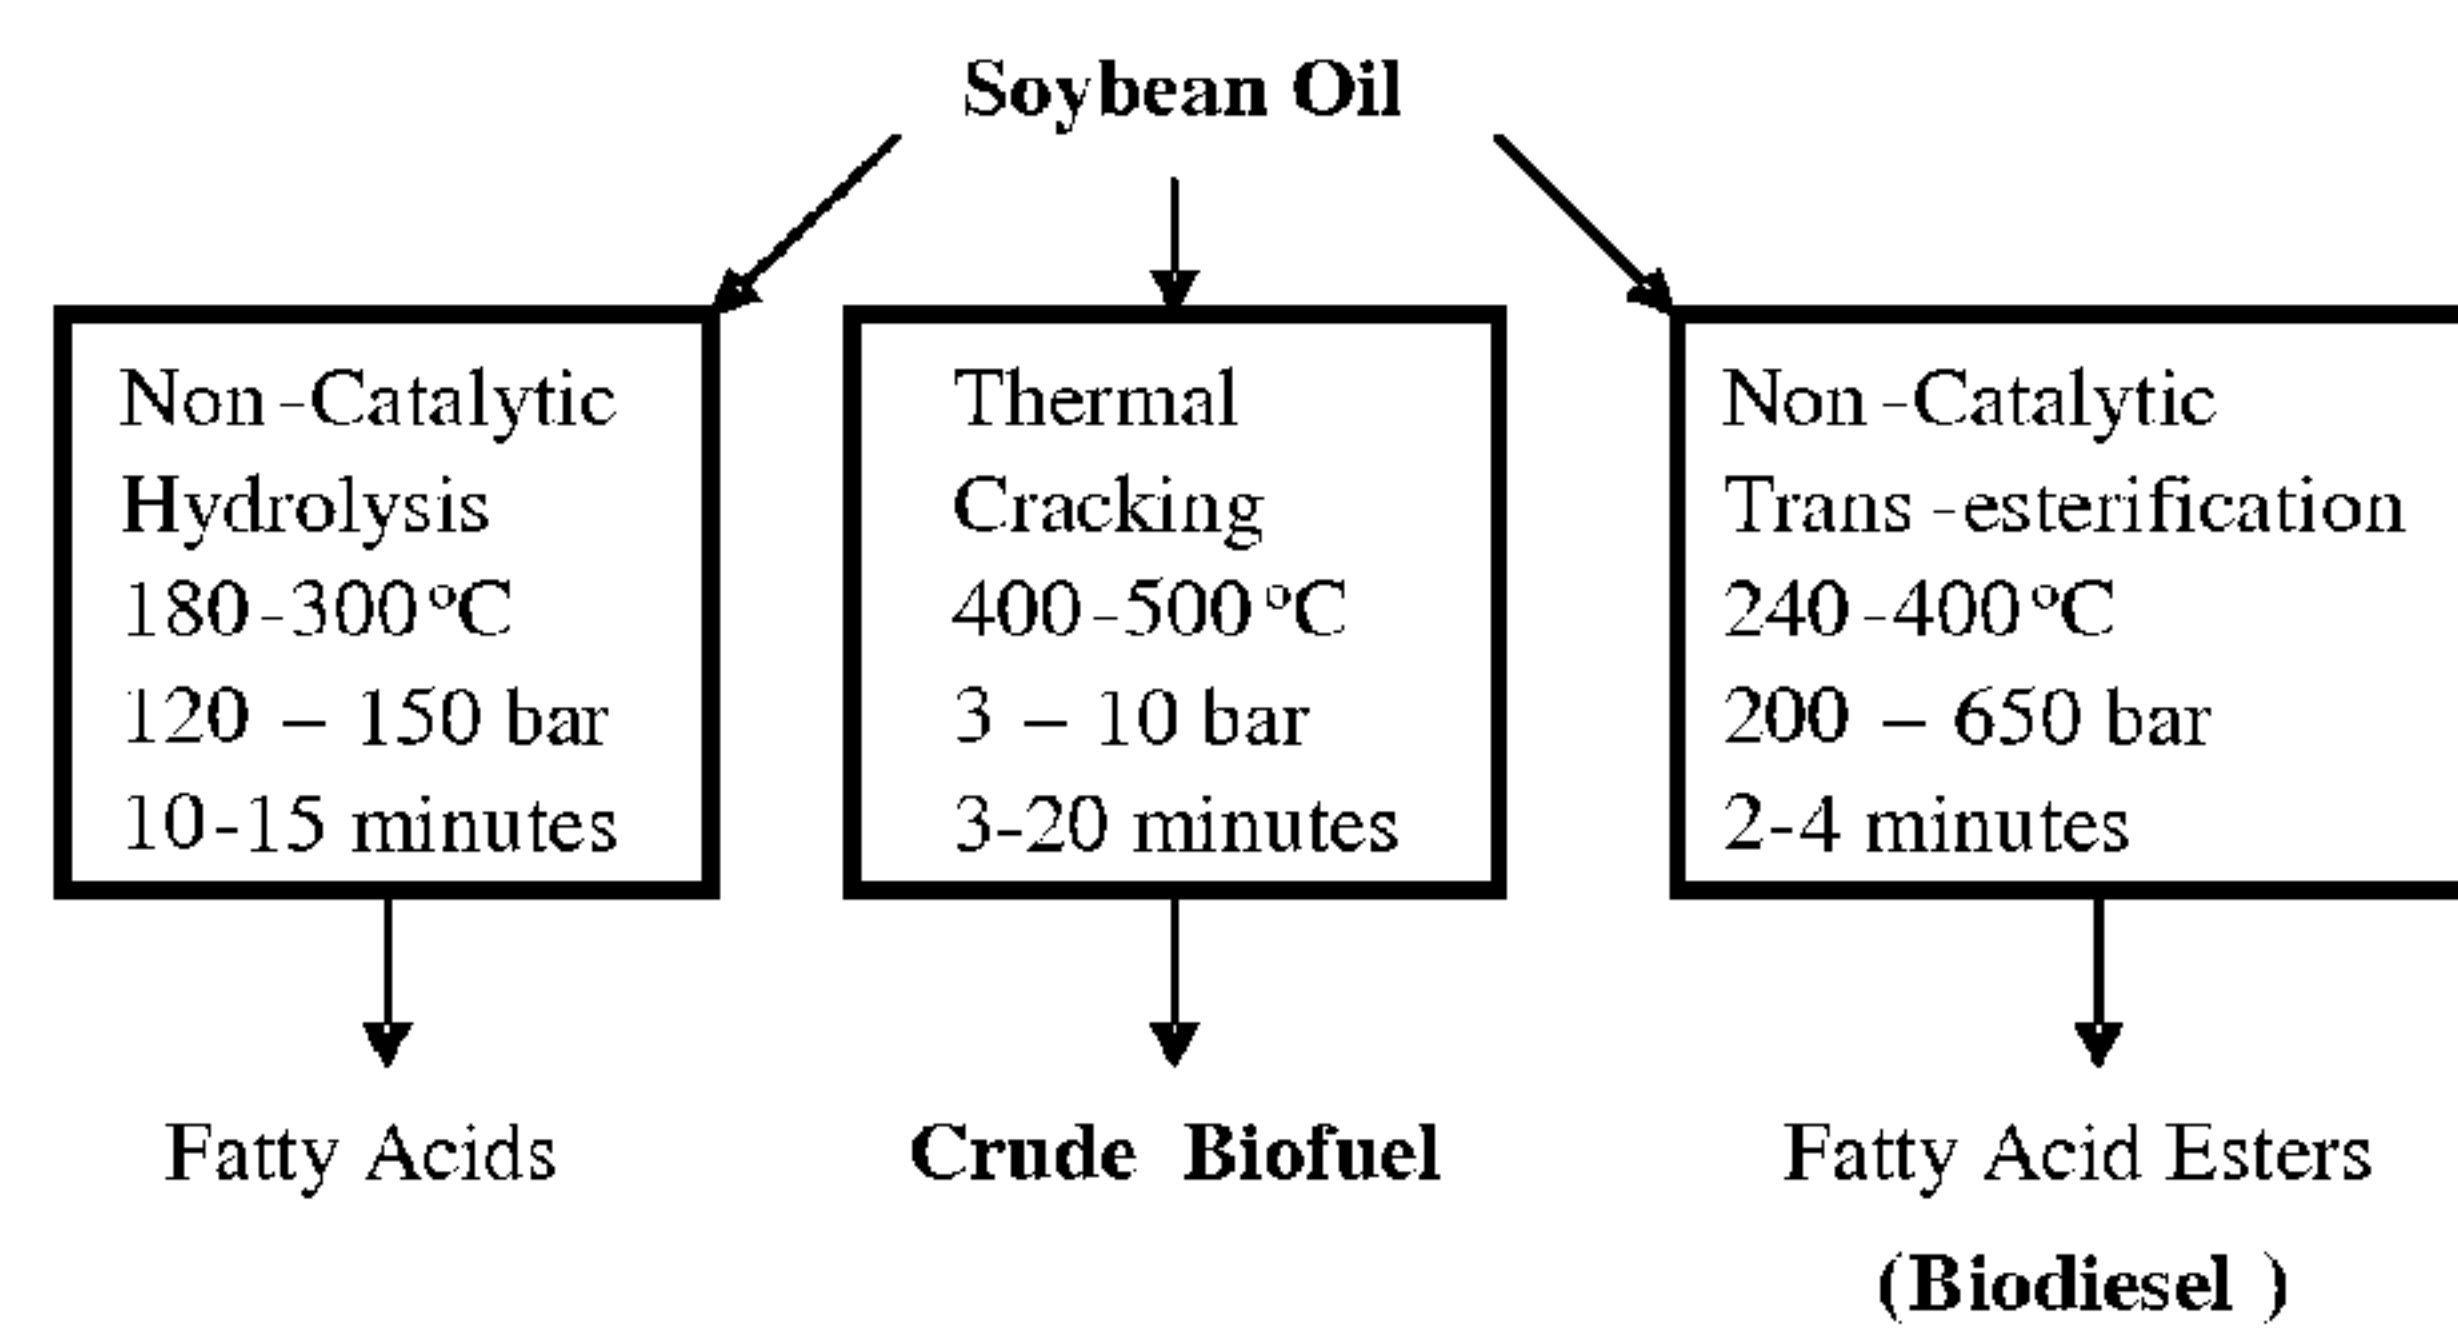 Soybean Oil
Non-Catalytic
Hydrolysis
180-300°C
120 – 150 bar
10-15 minutes
Thermal
Cracking
400-500°C
3 – 10 bar
3-20 minutes
Non-Catalytic
Trans-esterification
240-400°C
200 – 650 bar
2-4 minutes
Fatty Acids
Crude Biofuel
Fatty Acid Esters
(Biodiesel )